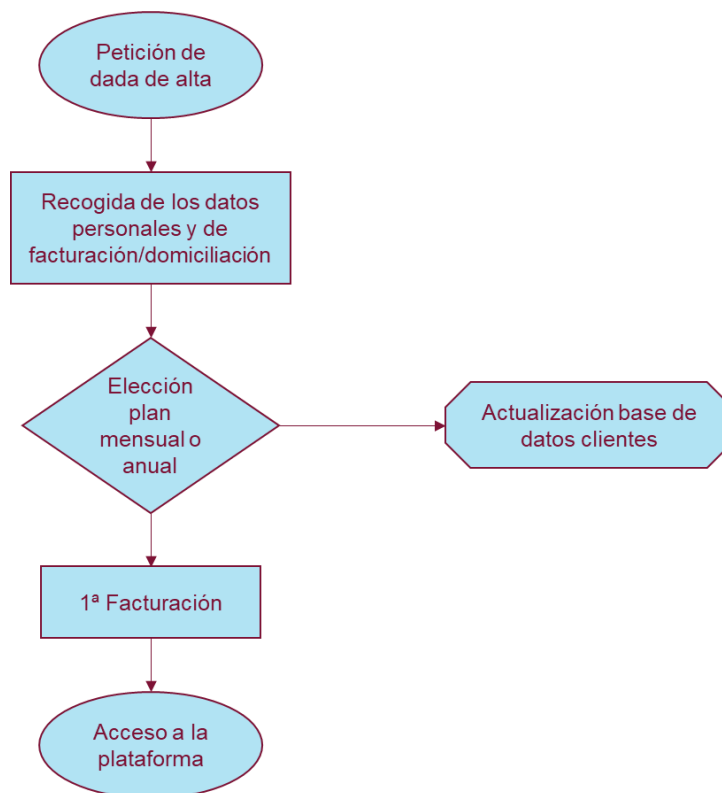 Petición de
dada de alta
Recogida de los datos
personales y de
facturación/domiciliación
Elección
plan
mensual o
anual
Actualización base de
datos clientes
1ª Facturación
Acceso a la
plataforma